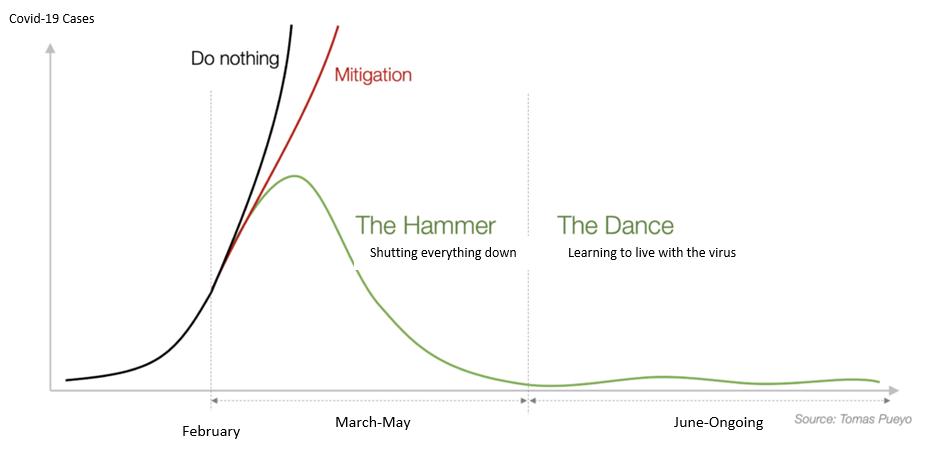 Covid-19 Cases
Do nothing
Mitigation
The Hammer
Shutting everything down
The Dance
Learning to live with the virus
February
March-May
June-Ongoing
Source: Tomas Pueyo